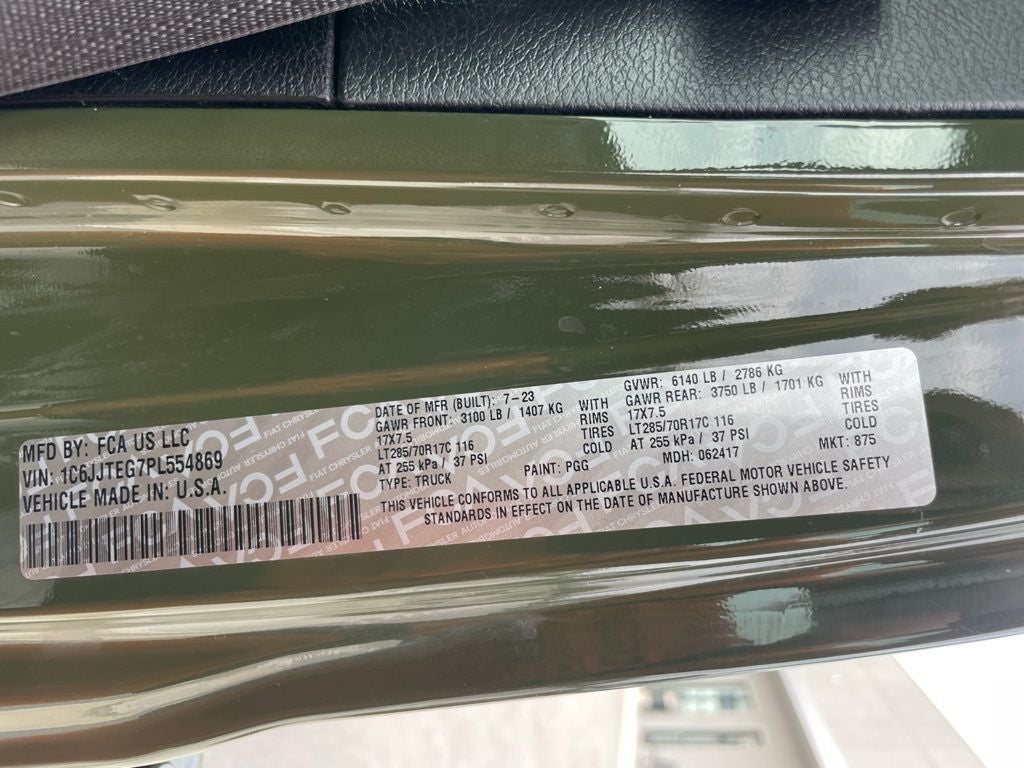 MFD BY: FCA US LLC
VIN: 1C6JJTEG7PL554869
VEHICLE MADE IN: U.S.A.
DATE OF MFR (BUILT): 7-23
GAWR FRONT: 3100 LB / 1407 KG WITH
17X7.5 RIMS
LT285/70R17C 116 TIRES
AT 255 kPa / 37 PSI COLD
TYPE: TRUCK
PAINT: PGG
GVWR: 6140 LB / 2786 KG
GAWR REAR: 3750 LB / 1701 KG WITH
17X7.5 RIMS
LT285/70R17C 116 TIRES
AT 255 kPa / 37 PSI COLD
MDH: 062417
MKT: 875
THIS VEHICLE CONFORMS TO ALL APPLICABLE U.S.A. FEDERAL MOTOR VEHICLE SAFETY
STANDARDS IN EFFECT ON THE DATE OF MANUFACTURE SHOWN ABOVE.